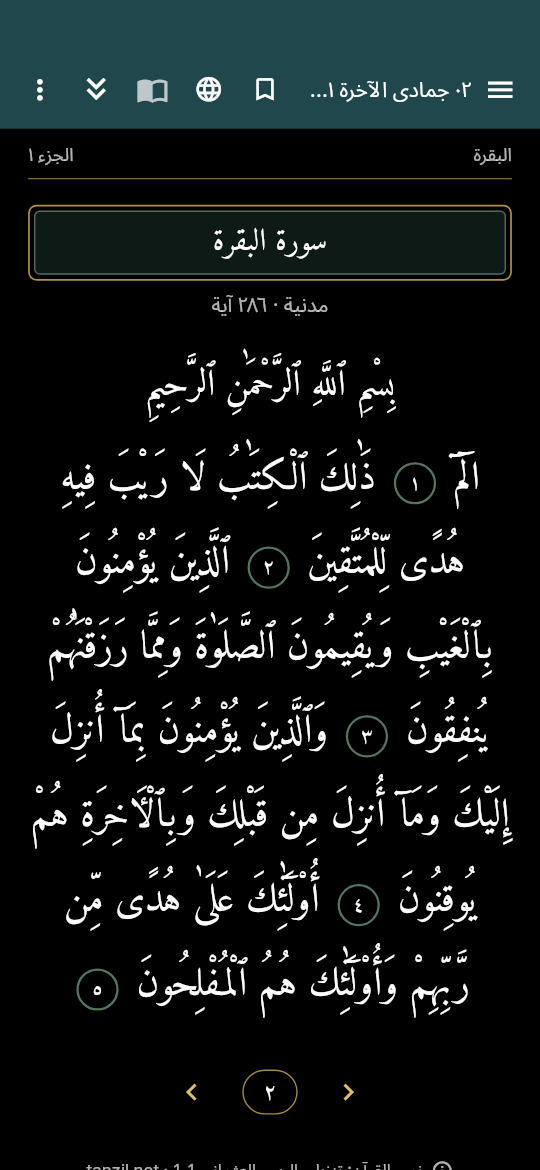 ٠٢ جمادى الآخرة ١...
البقرة
الجزء ١
سورة البقرة
مدنية · ٢٨٦ آية
بِسْمِ ٱللَّهِ ٱلرَّحْمَٰنِ ٱلرَّحِيمِ
الٓمٓ ١ ذَٰلِكَ ٱلْكِتَٰبُ لَا رَيْبَ فِيهِ
هُدًى لِّلْمُتَّقِينَ ٢ ٱلَّذِينَ يُؤْمِنُونَ
بِٱلْغَيْبِ وَيُقِيمُونَ ٱلصَّلَوٰةَ وَمِمَّا رَزَقْنَٰهُمْ
يُنفِقُونَ ٣ وَٱلَّذِينَ يُؤْمِنُونَ بِمَآ أُنزِلَ
إِلَيْكَ وَمَآ أُنزِلَ مِن قَبْلِكَ وَبِٱلْءَاخِرَةِ هُمْ
يُوقِنُونَ ٤ أُو۟لَٰٓئِكَ عَلَىٰ هُدًى مِّن
رَّبِّهِمْ وَأُو۟لَٰٓئِكَ هُمُ ٱلْمُفْلِحُونَ ٥
٢